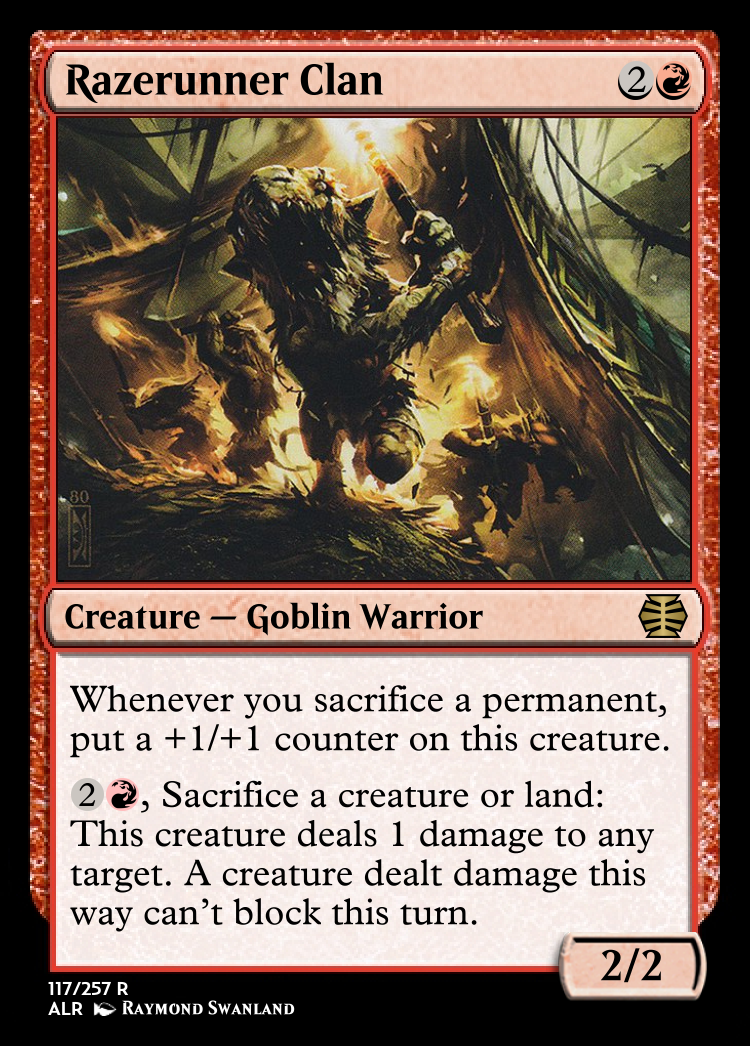 Razerunner Clan 2
80
Creature — Goblin Warrior
Whenever you sacrifice a permanent,
put a +1/+1 counter on this creature.
2, Sacrifice a creature or land:
This creature deals 1 damage to any
target. A creature dealt damage this
way can't block this turn.
2/2
117/257 R
ALR Raymond Swanland